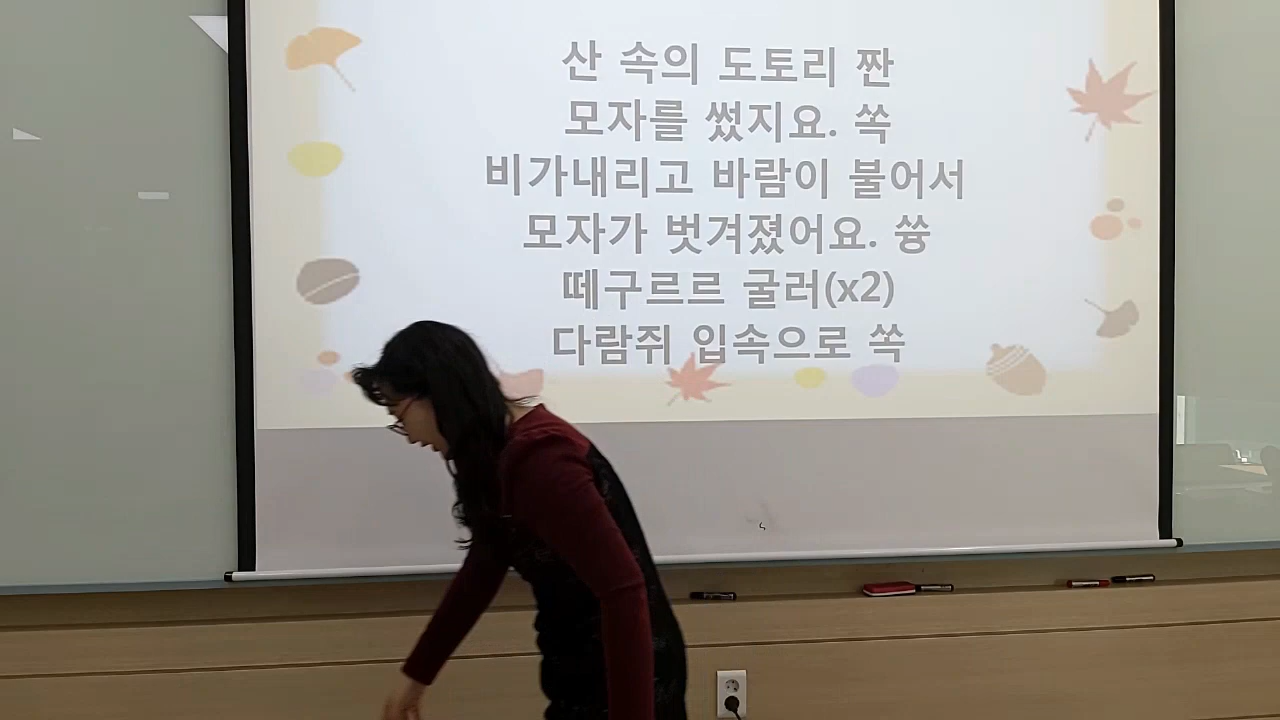 산 속의 도토리 짠
모자를 썼지요. 쏙
비가내리고 바람이 불어서
모자가 벗겨졌어요. 쓩
떼구르르 굴러(x2)
다람쥐 입속으로 쏙